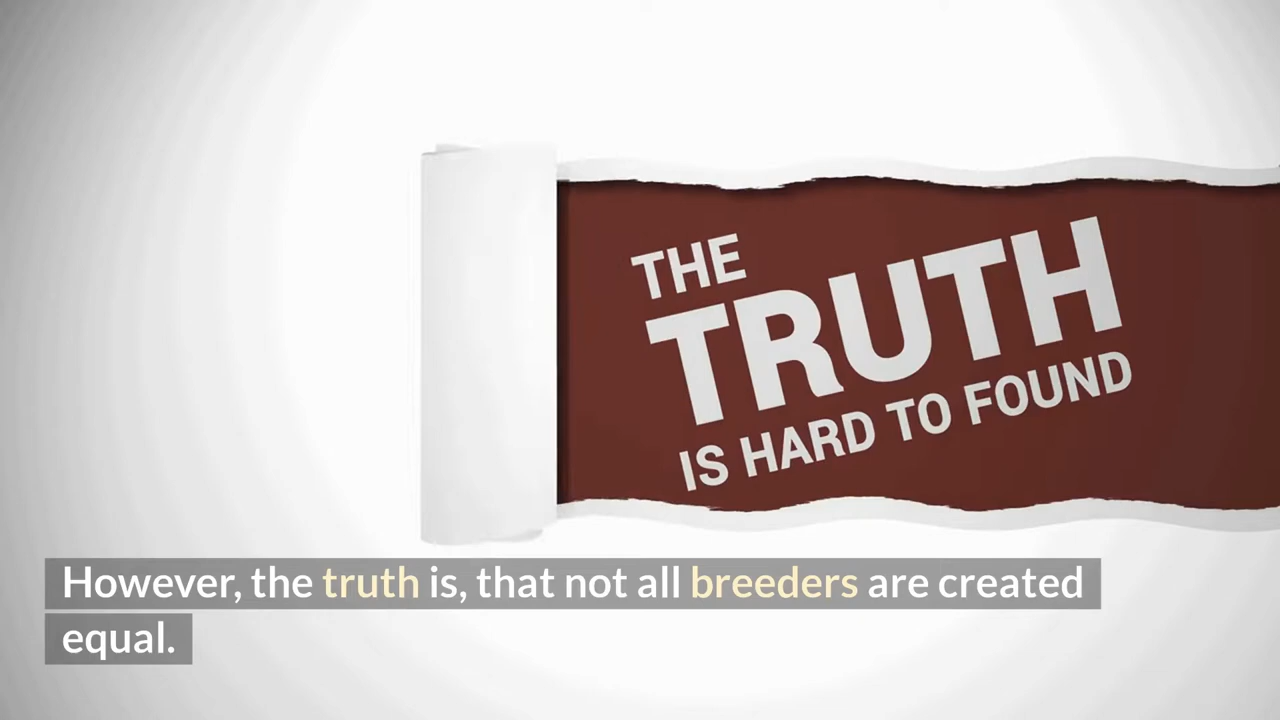 THE
TRUTH
IS HARD TO FOUND
However, the truth is, that not all breeders are created
equal.